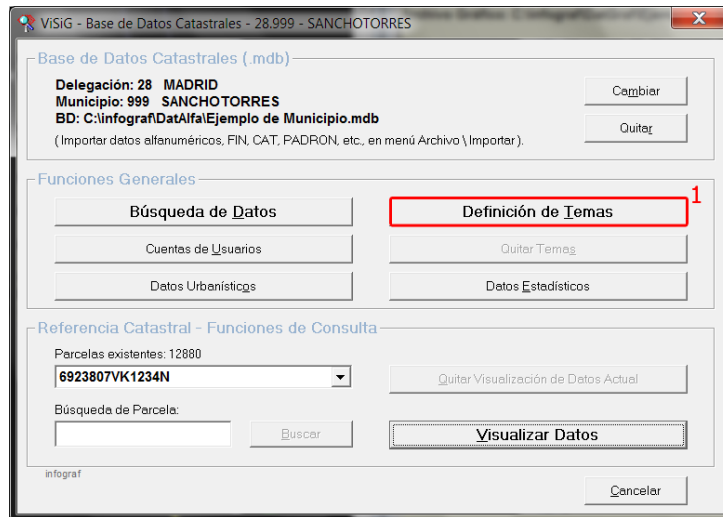 ViSiG - Base de Datos Catastrales - 28.999 - SANCHOTORRES
Base de Datos Catastrales (.mdb)
Delegación: 28 MADRID
Municipio: 999 SANCHOTORRES
BD: C:\infograf\DatAlfa\Ejemplo de Municipio.mdb
( Importar datos alfanuméricos, FIN, CAT, PADRON, etc., en menú Archivo \ Importar ).
Cambiar
Quitar
Funciones Generales
1
Búsqueda de Datos
Definición de Temas
Cuentas de Usuarios
Quitar Temas
Datos Urbanísticos
Datos Estadísticos
Referencia Catastral - Funciones de Consulta
Parcelas existentes: 12880
6923807VK1234N
Quitar Visualización de Datos Actual
Búsqueda de Parcela:
Buscar
Visualizar Datos
infograf
Cancelar